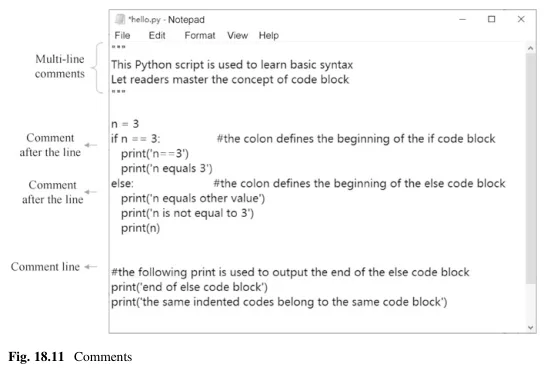 *hello.py - Notepad
File Edit Format View Help
"""
Multi-line comments
This Python script is used to learn basic syntax
Let readers master the concept of code block
"""
n = 3
Comment after the line
if n == 3: #the colon defines the beginning of the if code block
print('n==3')
print('n equals 3')
Comment after the line
else: #the colon defines the beginning of the else code block
print('n equals other value')
print('n is not equal to 3')
print(n)
Comment line
#the following print is used to output the end of the else code block
print('end of else code block')
print('the same indented codes belong to the same code block')
Fig. 18.11 Comments